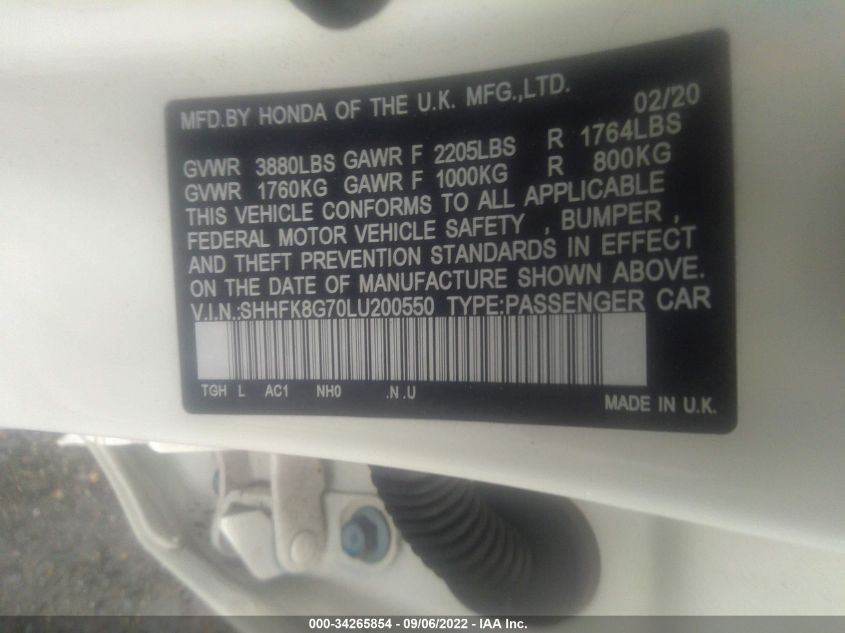 MFD.BY HONDA OF THE U.K. MFG.,LTD. 02/20
GVWR 3880LBS GAWR F 2205LBS R 1764LBS
GVWR 1760KG GAWR F 1000KG R 800KG
THIS VEHICLE CONFORMS TO ALL APPLICABLE
FEDERAL MOTOR VEHICLE SAFETY , BUMPER ,
AND THEFT PREVENTION STANDARDS IN EFFECT
ON THE DATE OF MANUFACTURE SHOWN ABOVE.
V.I.N.:SHHFK8G70LU200550 TYPE:PASSENGER CAR
TGH L AC1 NH0 .N .U
MADE IN U.K.
000-34265854 - 09/06/2022 - IAA Inc.